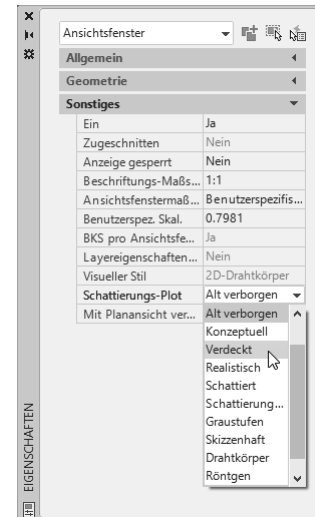 Ansichtsfenster
Allgemein
Geometrie
Sonstiges
Ein Ja
Zugeschnitten Nein
Anzeige gesperrt Nein
Beschriftungs-Maßs... 1:1
Ansichtsfenstermaß... Benutzerspezifis...
Benutzerspez. Skal. 0.7981
BKS pro Ansichtsfe... Ja
Layereigenschaften... Nein
Visueller Stil 2D-Drahtkörper
Schattierungs-Plot Alt verborgen
Mit Planansicht ver... Alt verborgen
Konzeptuell
Verdeckt
Realistisch
Schattiert
Schattierung...
Graustufen
Skizzenhaft
Drahtkörper
Röntgen
EIGENSCHAFTEN